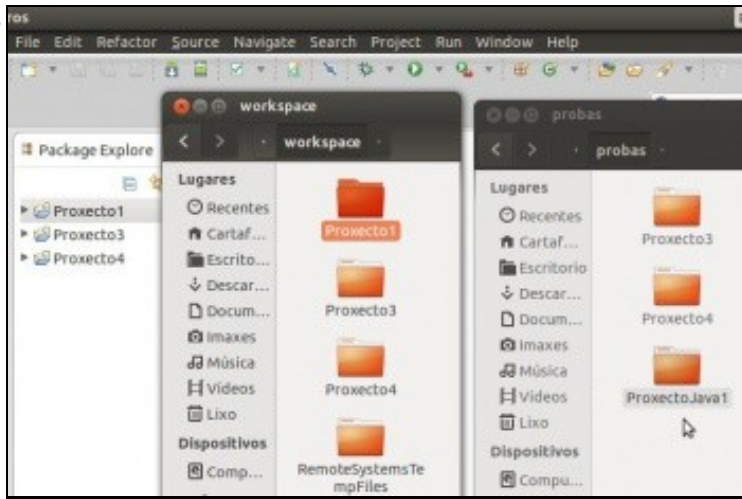 ros
File Edit Refactor Source Navigate Search Project Run Window Help
workspace
probas
workspace
probas
Package Explore
Proxecto1
Proxecto3
Proxecto4
Lugares
Recentes
Cartaf...
Escrito...
Descar...
Docum...
Imaxes
Música
Vídeos
Lixo
Dispositivos
Comp...
Proxecto1
Proxecto3
Proxecto4
RemoteSystemsTe
mpFiles
Lugares
Recentes
Cartaf...
Escritorio
Descar...
Docum...
Imaxes
Música
Vídeos
Lixo
Dispositivos
Compu...
Proxecto3
Proxecto4
ProxectoJava1